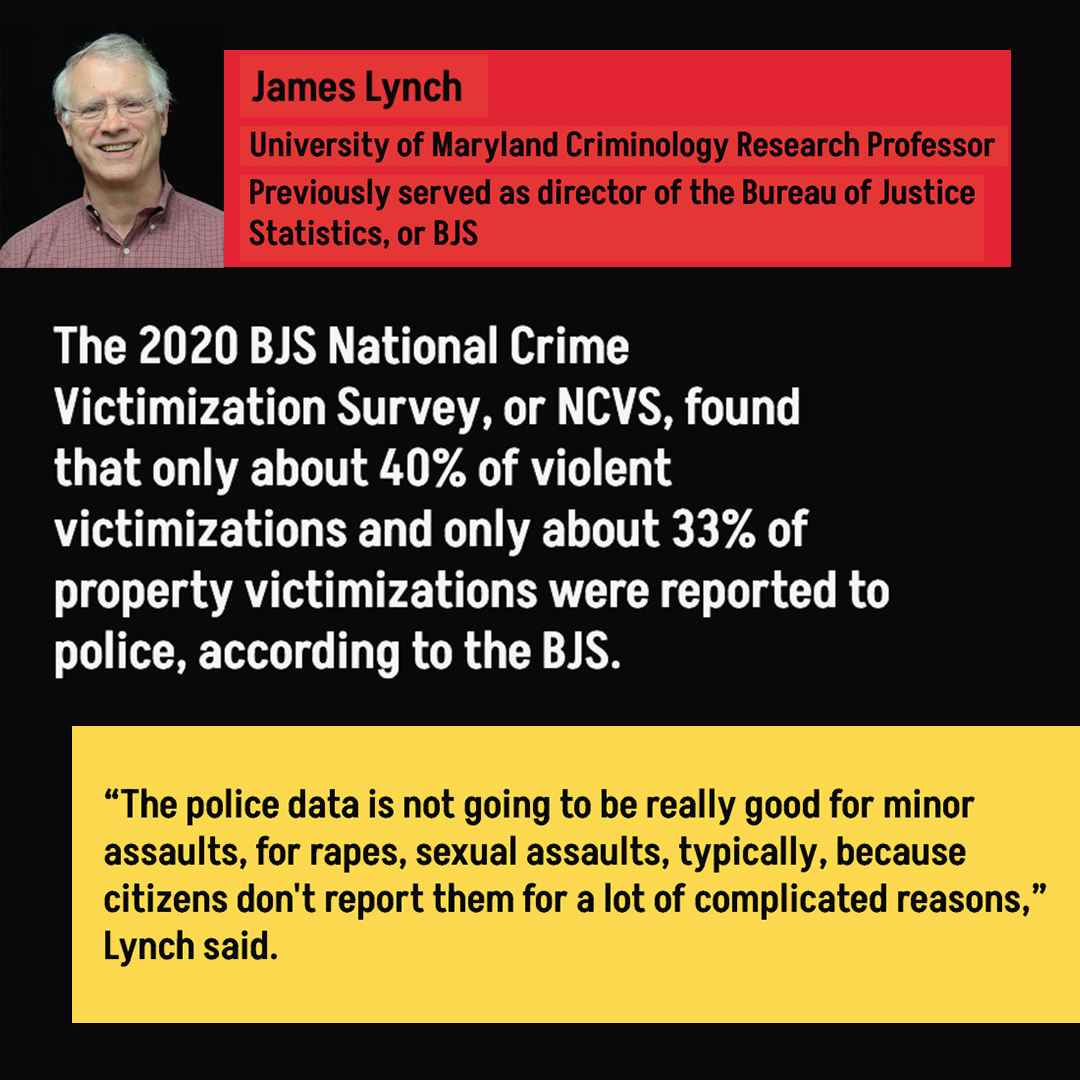 James Lynch
University of Maryland Criminology Research Professor
Previously served as director of the Bureau of Justice
Statistics, or BJS
The 2020 BJS National Crime
Victimization Survey, or NCVS, found
that only about 40% of violent
victimizations and only about 33% of
property victimizations were reported to
police, according to the BJS.
“The police data is not going to be really good for minor
assaults, for rapes, sexual assaults, typically, because
citizens don't report them for a lot of complicated reasons,”
Lynch said.